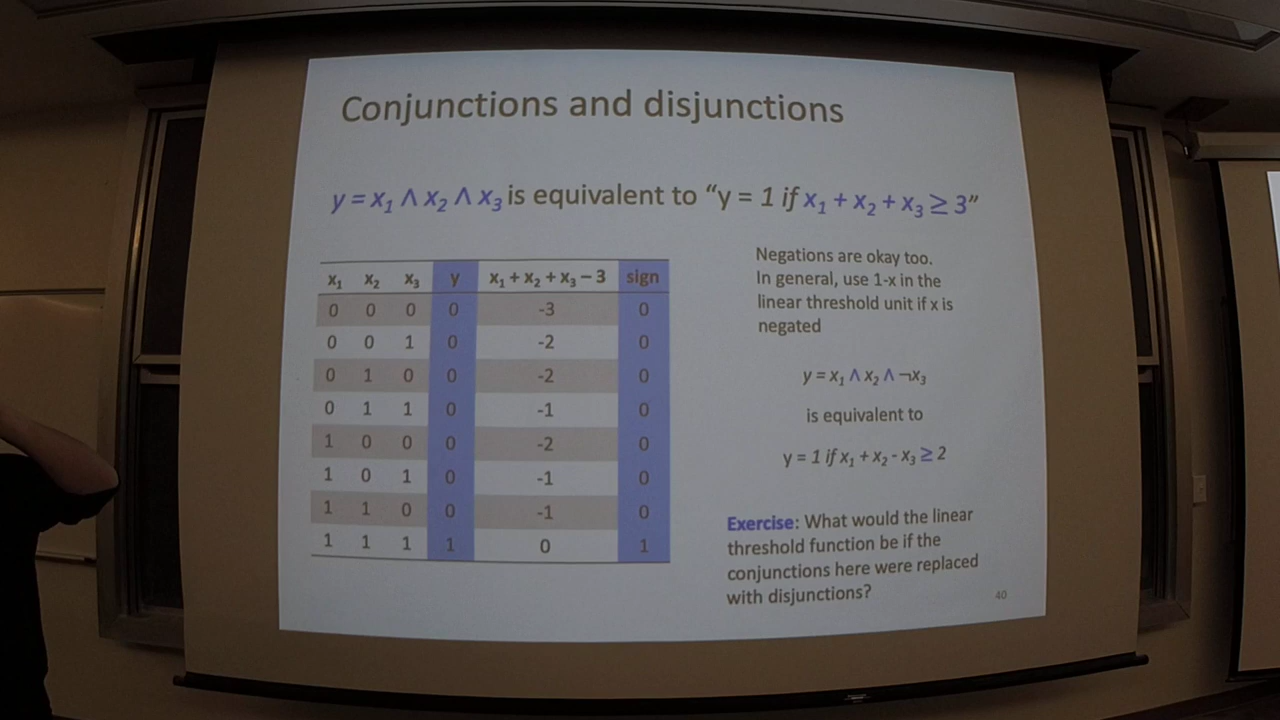 Conjunctions and disjunctions
y = x₁ ∧ x₂ ∧ x₃ is equivalent to “y = 1 if x₁ + x₂ + x₃ ≥ 3”
x₁ x₂ x₃ y x₁ + x₂ + x₃ – 3 sign
0 0 0 0 -3 0
0 0 1 0 -2 0
0 1 0 0 -2 0
0 1 1 0 -1 0
1 0 0 0 -2 0
1 0 1 0 -1 0
1 1 0 0 -1 0
1 1 1 1 0 1
Negations are okay too.
In general, use 1-x in the
linear threshold unit if x is
negated
y = x₁ ∧ x₂ ∧ ¬x₃
is equivalent to
y = 1 if x₁ + x₂ - x₃ ≥ 2
Exercise: What would the linear
threshold function be if the
conjunctions here were replaced
with disjunctions?
40